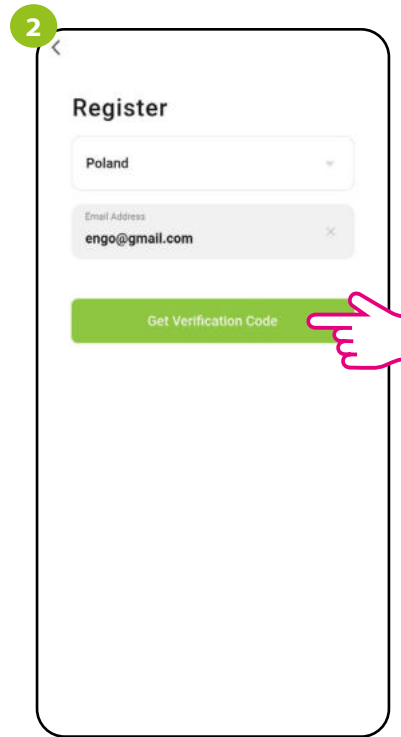 2
Register
Poland
Email Address
engo@gmail.com
Get Verification Code